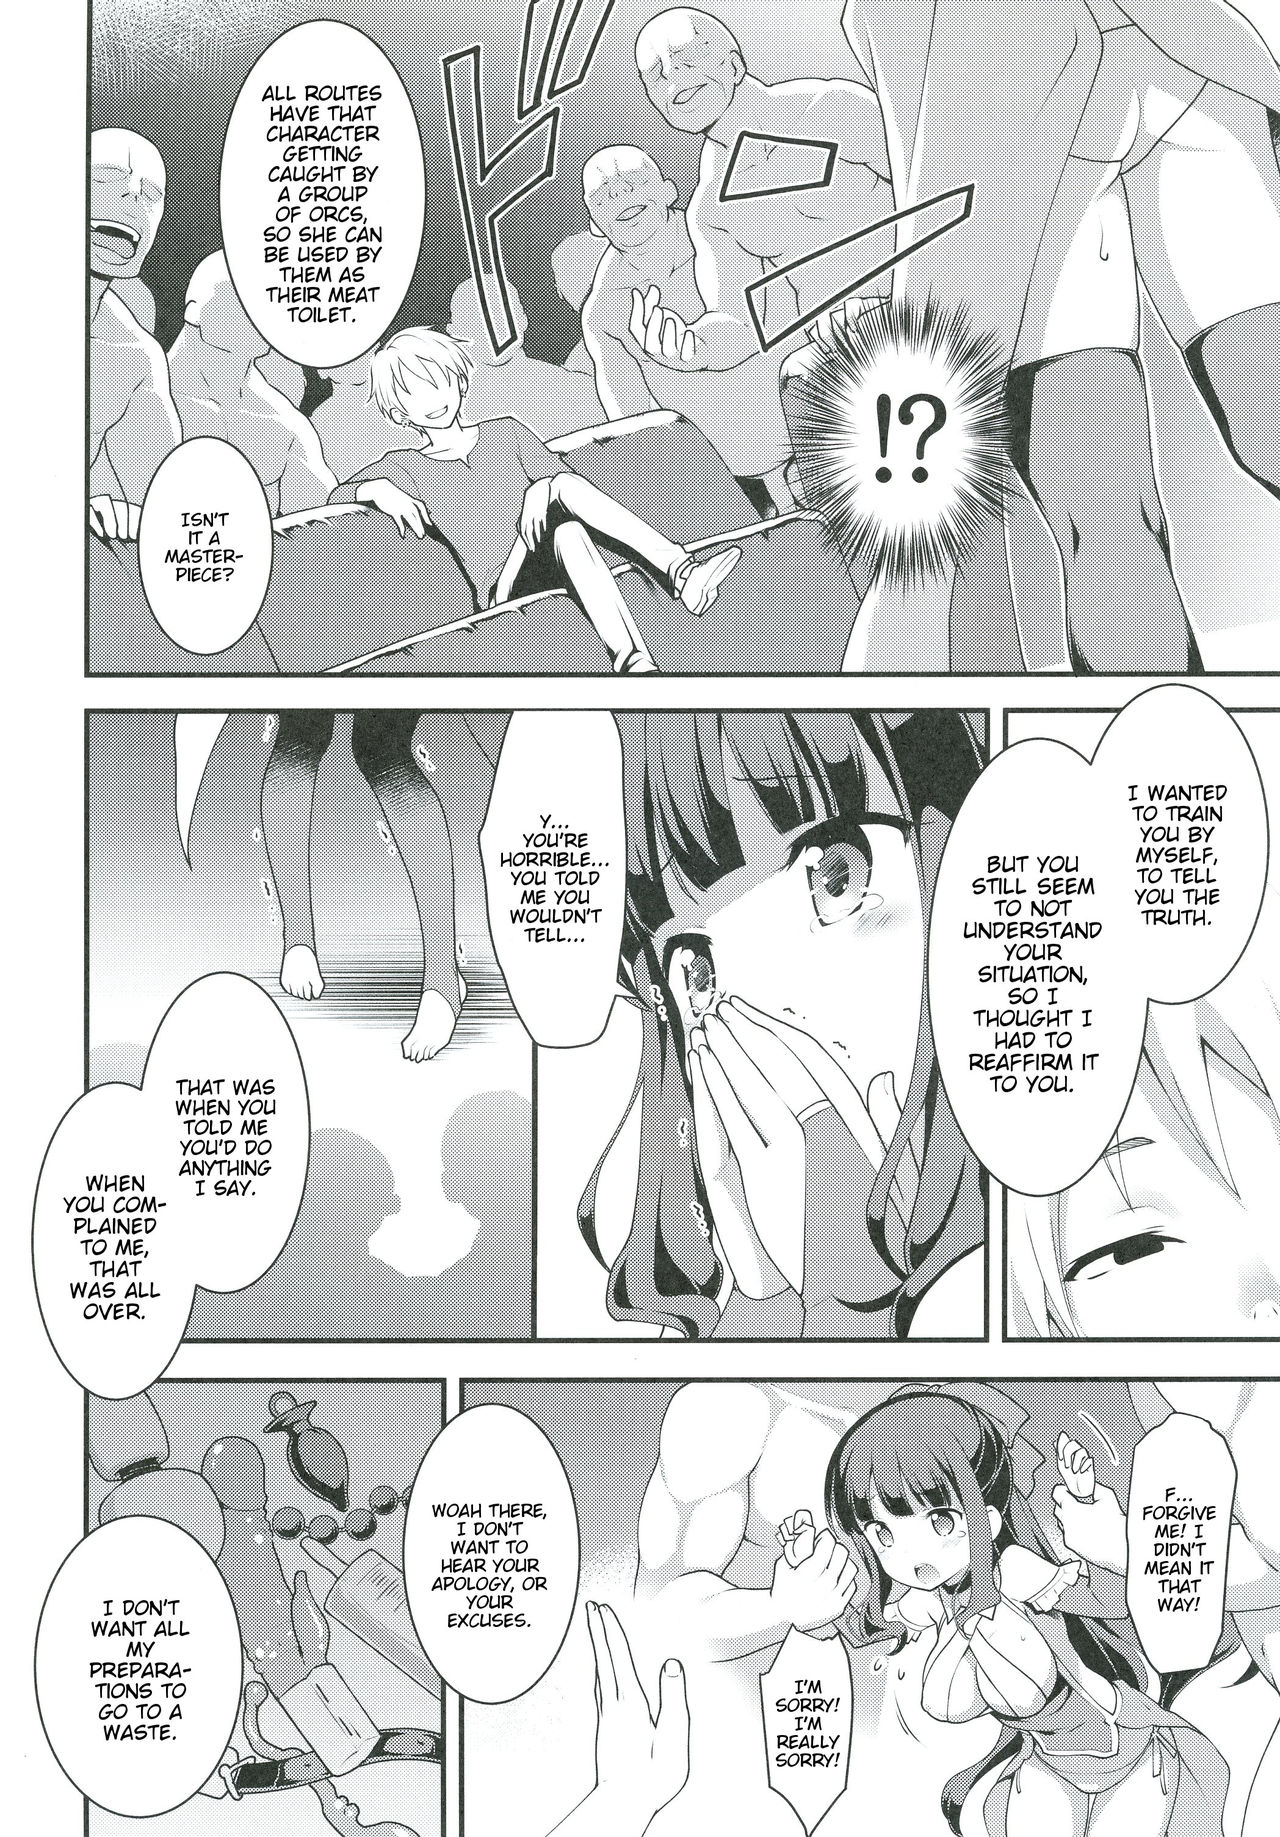 ALL ROUTES
HAVE THAT
CHARACTER
GETTING
CAUGHT BY
A GROUP
OF ORCS,
SO SHE CAN
BE USED BY
THEM AS
THEIR MEAT
TOILET.
ISN'T
IT A
MASTER-
PIECE?
!?
I WANTED
TO TRAIN
YOU BY
MYSELF,
TO TELL
YOU THE
TRUTH.
BUT YOU
STILL SEEM
TO NOT
UNDERSTAND
YOUR
SITUATION,
SO I
THOUGHT I
HAD TO
REAFFIRM IT
TO YOU.
Y...
YOU'RE
HORRIBLE...
YOU TOLD
ME YOU
WOULDN'T
TELL...
THAT WAS
WHEN YOU
TOLD ME
YOU'D DO
ANYTHING
I SAY.
WHEN
YOU COM-
PLAINED
TO ME,
THAT
WAS ALL
OVER.
F...
FORGIVE
ME! I
DIDN'T
MEAN IT
THAT
WAY!
I'M
SORRY!
I'M
REALLY
SORRY!
WOAH THERE,
I DON'T
WANT TO
HEAR YOUR
APOLOGY, OR
YOUR
EXCUSES.
I DON'T
WANT ALL
MY
PREPARA-
TIONS TO
GO TO A
WASTE.